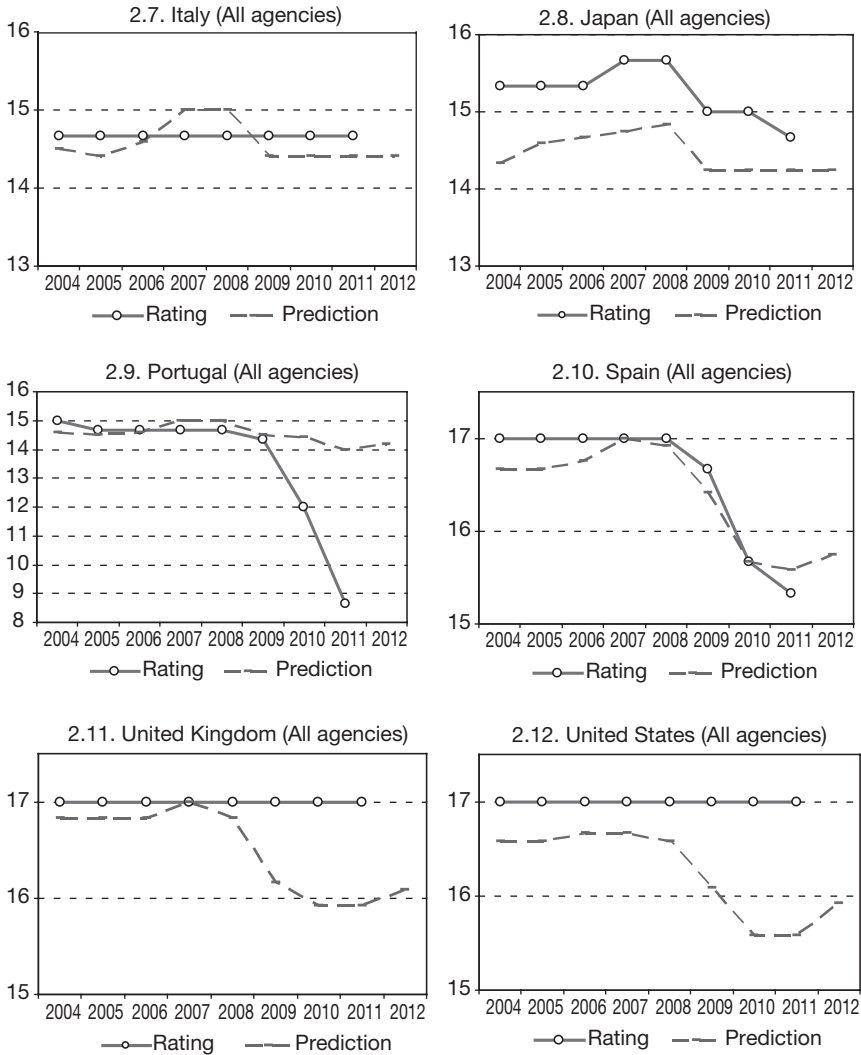 2.7. Italy (All agencies)
16
15
14
13
2004 2005 2006 2007 2008 2009 2010 2011 2012
Rating Prediction
2.8. Japan (All agencies)
16
15
14
13
2004 2005 2006 2007 2008 2009 2010 2011 2012
Rating Prediction
2.9. Portugal (All agencies)
16
15
14
13
12
11
10
9
8
2004 2005 2006 2007 2008 2009 2010 2011 2012
Rating Prediction
2.10. Spain (All agencies)
17
16
15
2004 2005 2006 2007 2008 2009 2010 2011 2012
Rating Prediction
2.11. United Kingdom (All agencies)
17
16
15
2004 2005 2006 2007 2008 2009 2010 2011 2012
Rating Prediction
2.12. United States (All agencies)
17
16
15
2004 2005 2006 2007 2008 2009 2010 2011 2012
Rating Prediction